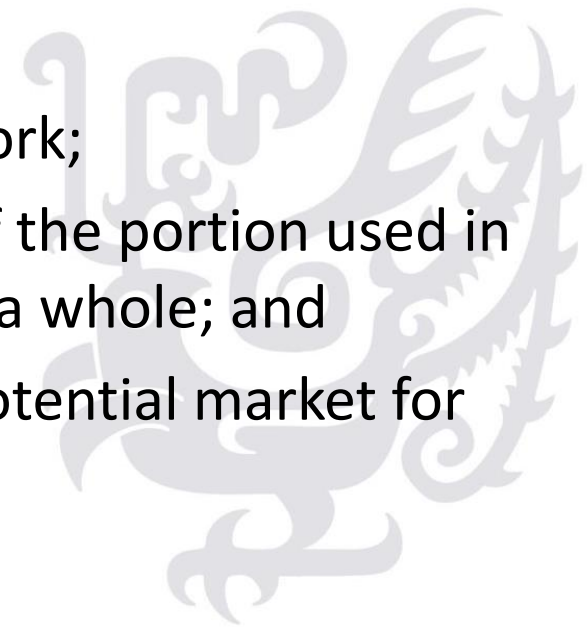 ork;
f the portion used in
a whole; and
otential market for